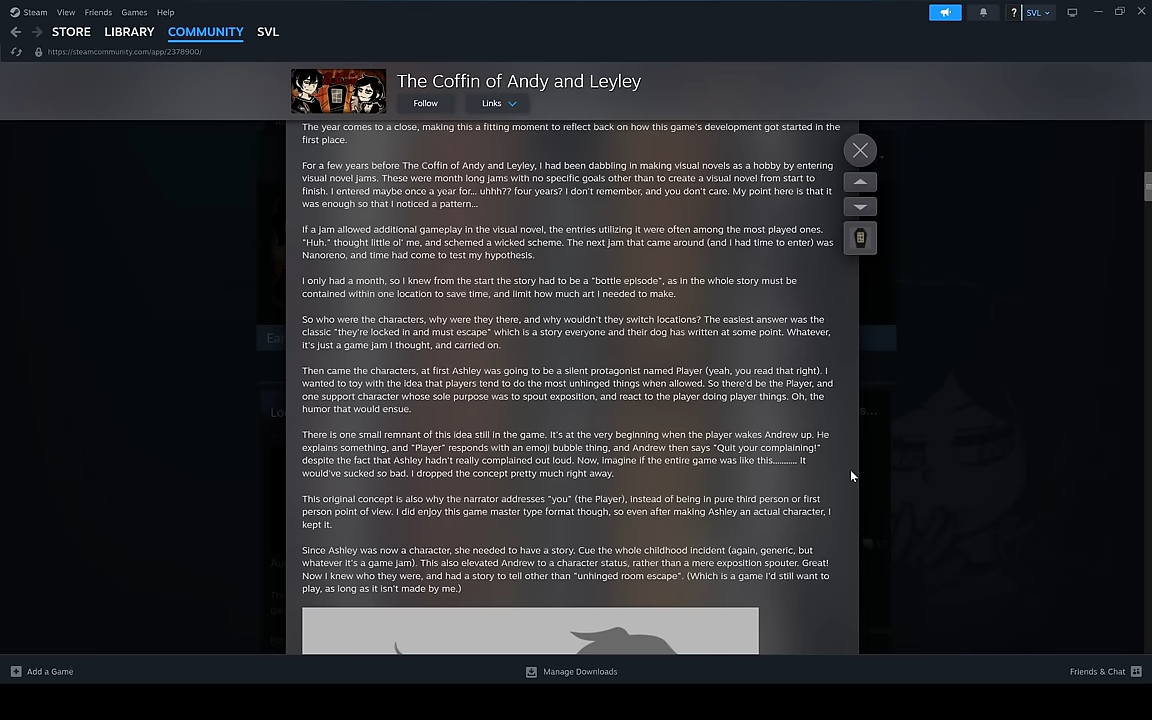 Steam View Friends Games Help
? SVL
STORE LIBRARY COMMUNITY SVL
https://steamcommunity.com/app/2378900/
The Coffin of Andy and Leyley
Follow Links
The year comes to a close, making this a fitting moment to reflect back on how this game's development got started in the
first place.
For a few years before The Coffin of Andy and Leyley, I had been dabbling in making visual novels as a hobby by entering
visual novel jams. These were month long jams with no specific goals other than to create a visual novel from start to
finish. I entered maybe once a year for... uhhh?? four years? I don't remember, and you don't care. My point here is that it
was enough so that I noticed a pattern...
If a jam allowed additional gameplay in the visual novel, the entries utilizing it were often among the most played ones.
"Huh." thought little ol' me, and schemed a wicked scheme. The next jam that came around (and I had time to enter) was
Nanoreno, and time had come to test my hypothesis.
I only had a month, so I knew from the start the story had to be a "bottle episode", as in the whole story must be
contained within one location to save time, and limit how much art I needed to make.
So who were the characters, why were they there, and why wouldn't they switch locations? The easiest answer was the
classic "they're locked in and must escape" which is a story everyone and their dog has written at some point. Whatever,
it's just a game jam I thought, and carried on.
Then came the characters, at first Ashley was going to be a silent protagonist named Player (yeah, you read that right). I
wanted to toy with the idea that players tend to do the most unhinged things when allowed. So there'd be the Player, and
one support character whose sole purpose was to spout exposition, and react to the player doing player things. Oh, the
humor that would ensue.
There is one small remnant of this idea still in the game. It's at the very beginning when the player wakes Andrew up. He
explains something, and "Player" responds with an emoji bubble thing, and Andrew then says "Quit your complaining!"
despite the fact that Ashley hadn't really complained out loud. Now, imagine if the entire game was like this........... It
would've sucked so bad. I dropped the concept pretty much right away.
This original concept is also why the narrator addresses "you" (the Player), instead of being in pure third person or first
person point of view. I did enjoy this game master type format though, so even after making Ashley an actual character, I
kept it.
Since Ashley was now a character, she needed to have a story. Cue the whole childhood incident (again, generic, but
whatever it's a game jam). This also elevated Andrew to a character status, rather than a mere exposition spouter. Great!
Now I knew who they were, and had a story to tell other than "unhinged room escape". (Which is a game I'd still want to
play, as long as it isn't made by me.)
Add a Game Manage Downloads Friends & Chat